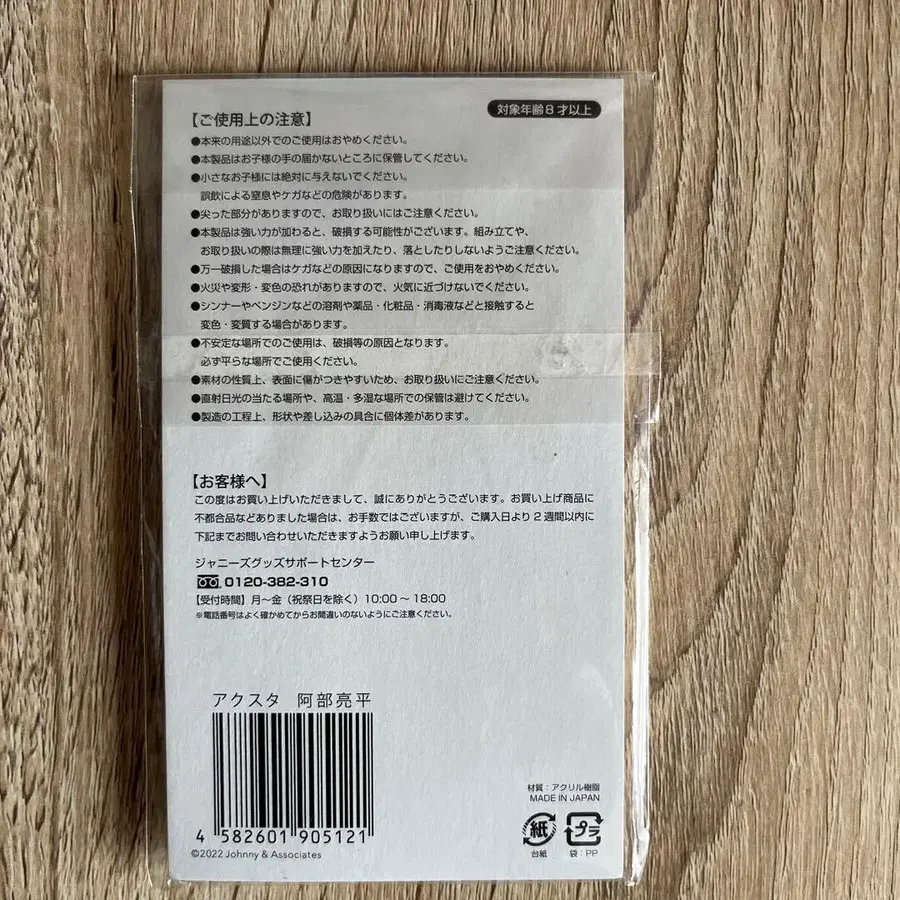 対象年齢8才以上
【ご使用上の注意】
●本来の用途以外でのご使用はおやめください。
●本製品はお子様の手の届かないところに保管してください。
●小さなお子様には絶対に与えないでください。
誤飲による窒息やケガなどの危険があります。
●尖った部分がありますので、お取り扱いにはご注意ください。
●本製品は強い力が加わると、破損する可能性がございます。組み立てや、
お取り扱いの際は無理に強い力を加えたり、落としたりしないようご注意ください。
●万一破損した場合はケガなどの原因になりますので、ご使用をおやめください。
●火災や変形・変色の恐れがありますので、火気に近づけないでください。
●シンナーやベンジンなどの溶剤や薬品・化粧品・消毒液などと接触すると
変色・変質する場合があります。
●不安定な場所でのご使用は、破損等の原因となります。
必ず平らな場所でご使用ください。
●素材の性質上、表面に傷がつきやすいため、お取り扱いにご注意ください。
●直射日光の当たる場所や、高温・多湿な場所での保管は避けてください。
●製造の工程上、形状や差し込みの具合に個体差があります。
【お客様へ】
この度はお買い上げいただきまして、誠にありがとうございます。お買い上げ商品に
不都合品などありました場合は、お手数ではございますが、ご購入日より2週間以内に
下記までお問い合わせいただきますようお願い申し上げます。
ジャニーズグッズサポートセンター
0120-382-310
【受付時間】月～金（祝祭日を除く）10:00～18:00
※電話番号はよく確かめてからお間違いのないようにご注意ください。
アクスタ 阿部亮平
4 582601 905121
©2022 Johnny & Associates
材質：アクリル樹脂
MADE IN JAPAN
紙 プラ
台紙 袋：PP